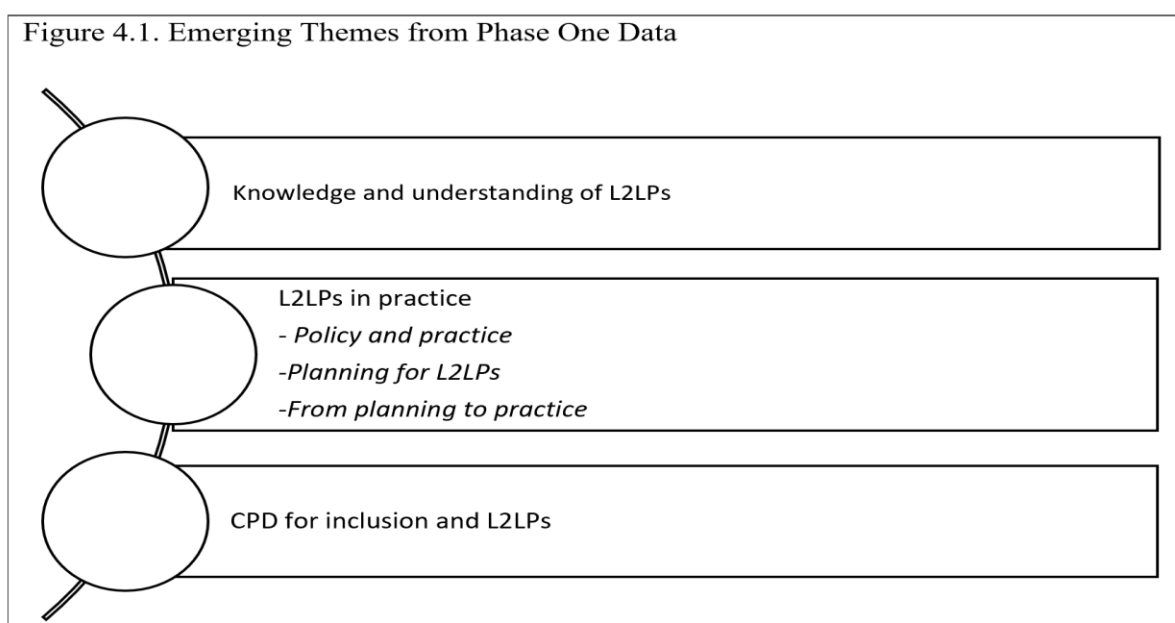 Figure 4.1. Emerging Themes from Phase One Data
Knowledge and understanding of L2LPs
L2LPs in practice
- Policy and practice
-Planning for L2LPs
-From planning to practice
CPD for inclusion and L2LPs